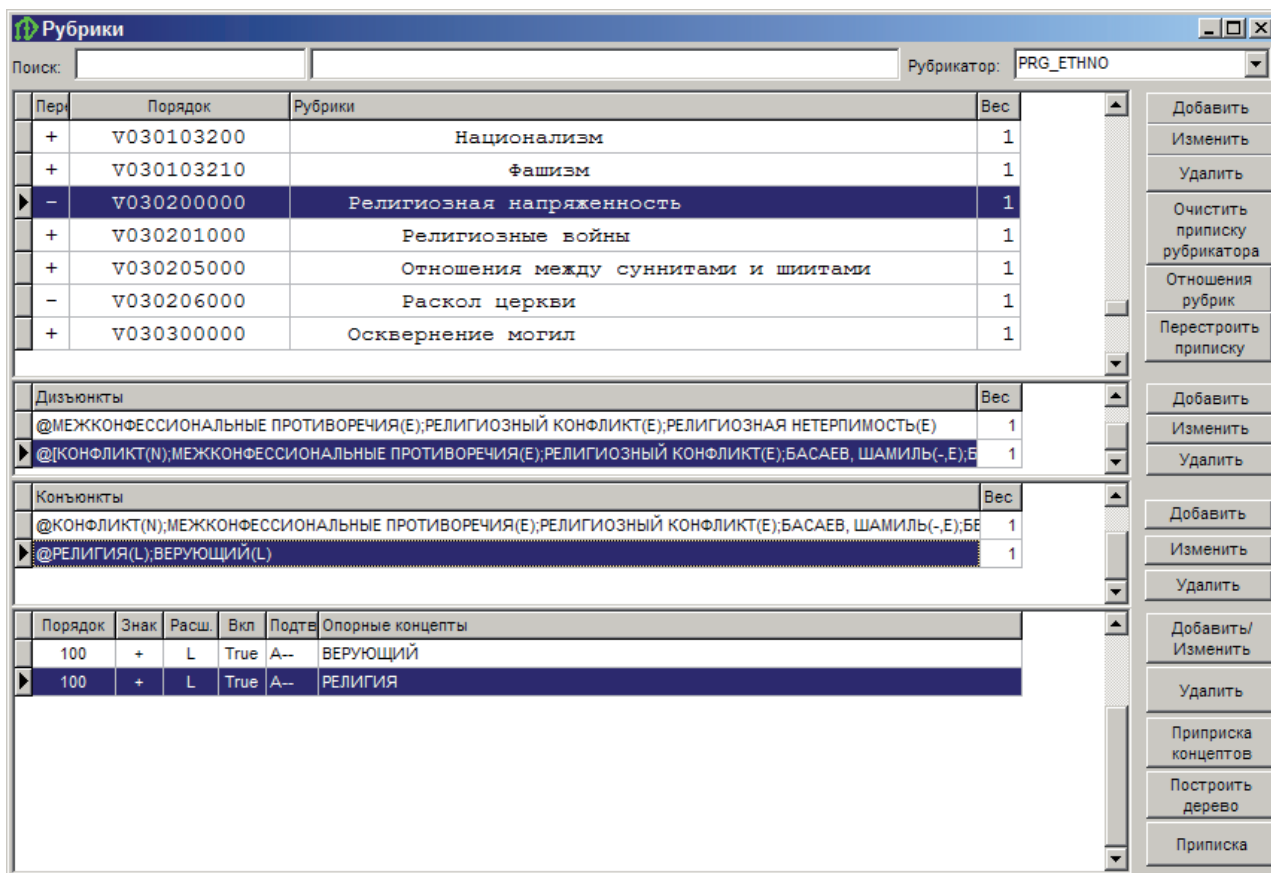 Рубрики
Поиск: Рубрикатор: PRG_ETHNO
Пере Порядок Рубрики Вес
+ V030103200 Национализм 1
+ V030103210 Фашизм 1
– V030200000 Религиозная напряженность 1
+ V030201000 Религиозные войны 1
+ V030205000 Отношения между суннитами и шиитами 1
– V030206000 Раскол церкви 1
+ V030300000 Осквернение могил 1
Добавить
Изменить
Удалить
Очистить
приписку
рубрикатора
Отношения
рубрик
Перестроить
приписку
Дизъюнкты Вес
@МЕЖКОНФЕССИОНАЛЬНЫЕ ПРОТИВОРЕЧИЯ(E);РЕЛИГИОЗНЫЙ КОНФЛИКТ(E);РЕЛИГИОЗНАЯ НЕТЕРПИМОСТЬ(E) 1
@[КОНФЛИКТ(N);МЕЖКОНФЕССИОНАЛЬНЫЕ ПРОТИВОРЕЧИЯ(E);РЕЛИГИОЗНЫЙ КОНФЛИКТ(E);БАСАЕВ, ШАМИЛЬ(-,E);Б 1
Добавить
Изменить
Удалить
Конъюнкты Вес
@КОНФЛИКТ(N);МЕЖКОНФЕССИОНАЛЬНЫЕ ПРОТИВОРЕЧИЯ(E);РЕЛИГИОЗНЫЙ КОНФЛИКТ(E);БАСАЕВ, ШАМИЛЬ(-,E);БЕ 1
@РЕЛИГИЯ(L);ВЕРУЮЩИЙ(L) 1
Добавить
Изменить
Удалить
Порядок Знак Расш. Вкл Подтв Опорные концепты
100 + L True A-- ВЕРУЮЩИЙ
100 + L True A-- РЕЛИГИЯ
Добавить/
Изменить
Удалить
Приприска
концептов
Построить
дерево
Приписка